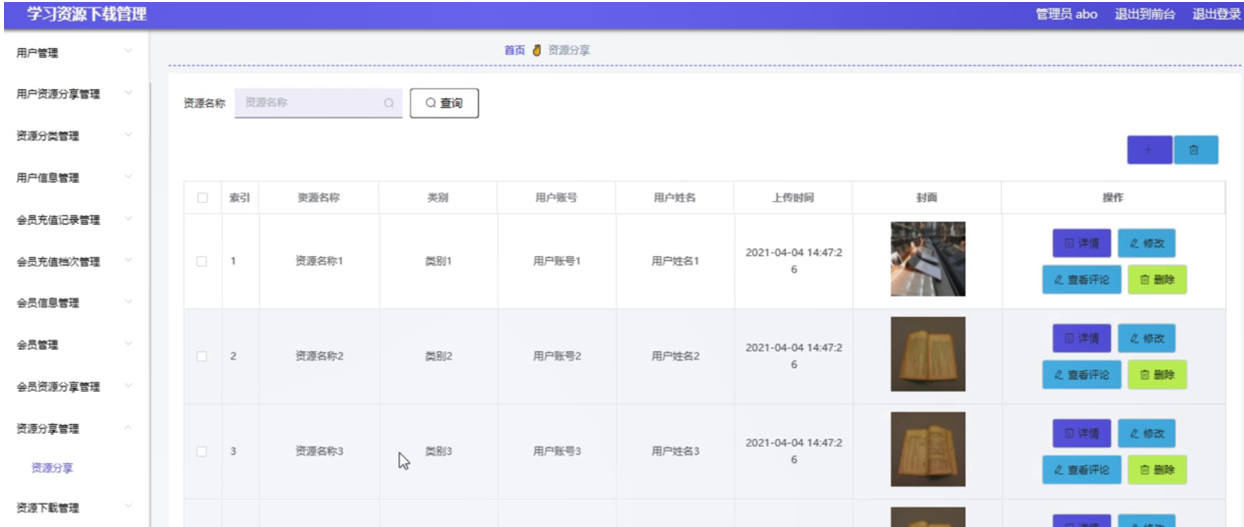 学习资源下载管理 管理员 abo 退出到前台 退出登录
用户管理
首页 资源分享
用户资源分享管理
资源名称 资源名称 查询
资源分类管理
用户信息管理
索引 资源名称 类别 用户账号 用户姓名 上传时间 封面 操作
会员充值记录管理
会员充值档次管理
会员信息管理
会员管理
会员资源分享管理
资源分享管理
资源分享
资源下载管理
1 资源名称1 类别1 用户账号1 用户姓名1 2021-04-04 14:47:2
6
详情 修改
查看评论 删除
2 资源名称2 类别2 用户账号2 用户姓名2 2021-04-04 14:47:2
6
详情 修改
查看评论 删除
3 资源名称3 类别3 用户账号3 用户姓名3 2021-04-04 14:47:2
6
详情 修改
查看评论 删除